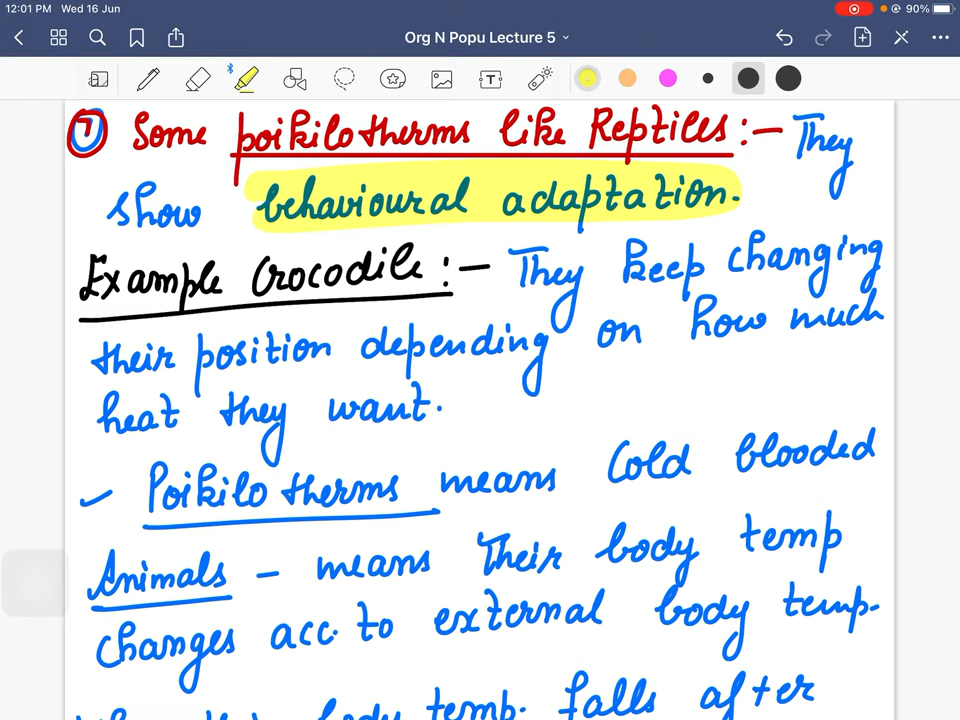 12:01 PM Wed 16 Jun
90%
Org N Popu Lecture 5
7 Some poikilotherms like Reptiles :- They
show behavioural adaptation.
Example Crocodile :- They keep changing
their position depending on how much
heat they want.
Poikilotherms means Cold blooded
Animals - means Their body temp
changes acc. to external body temp.
body temp. falls after